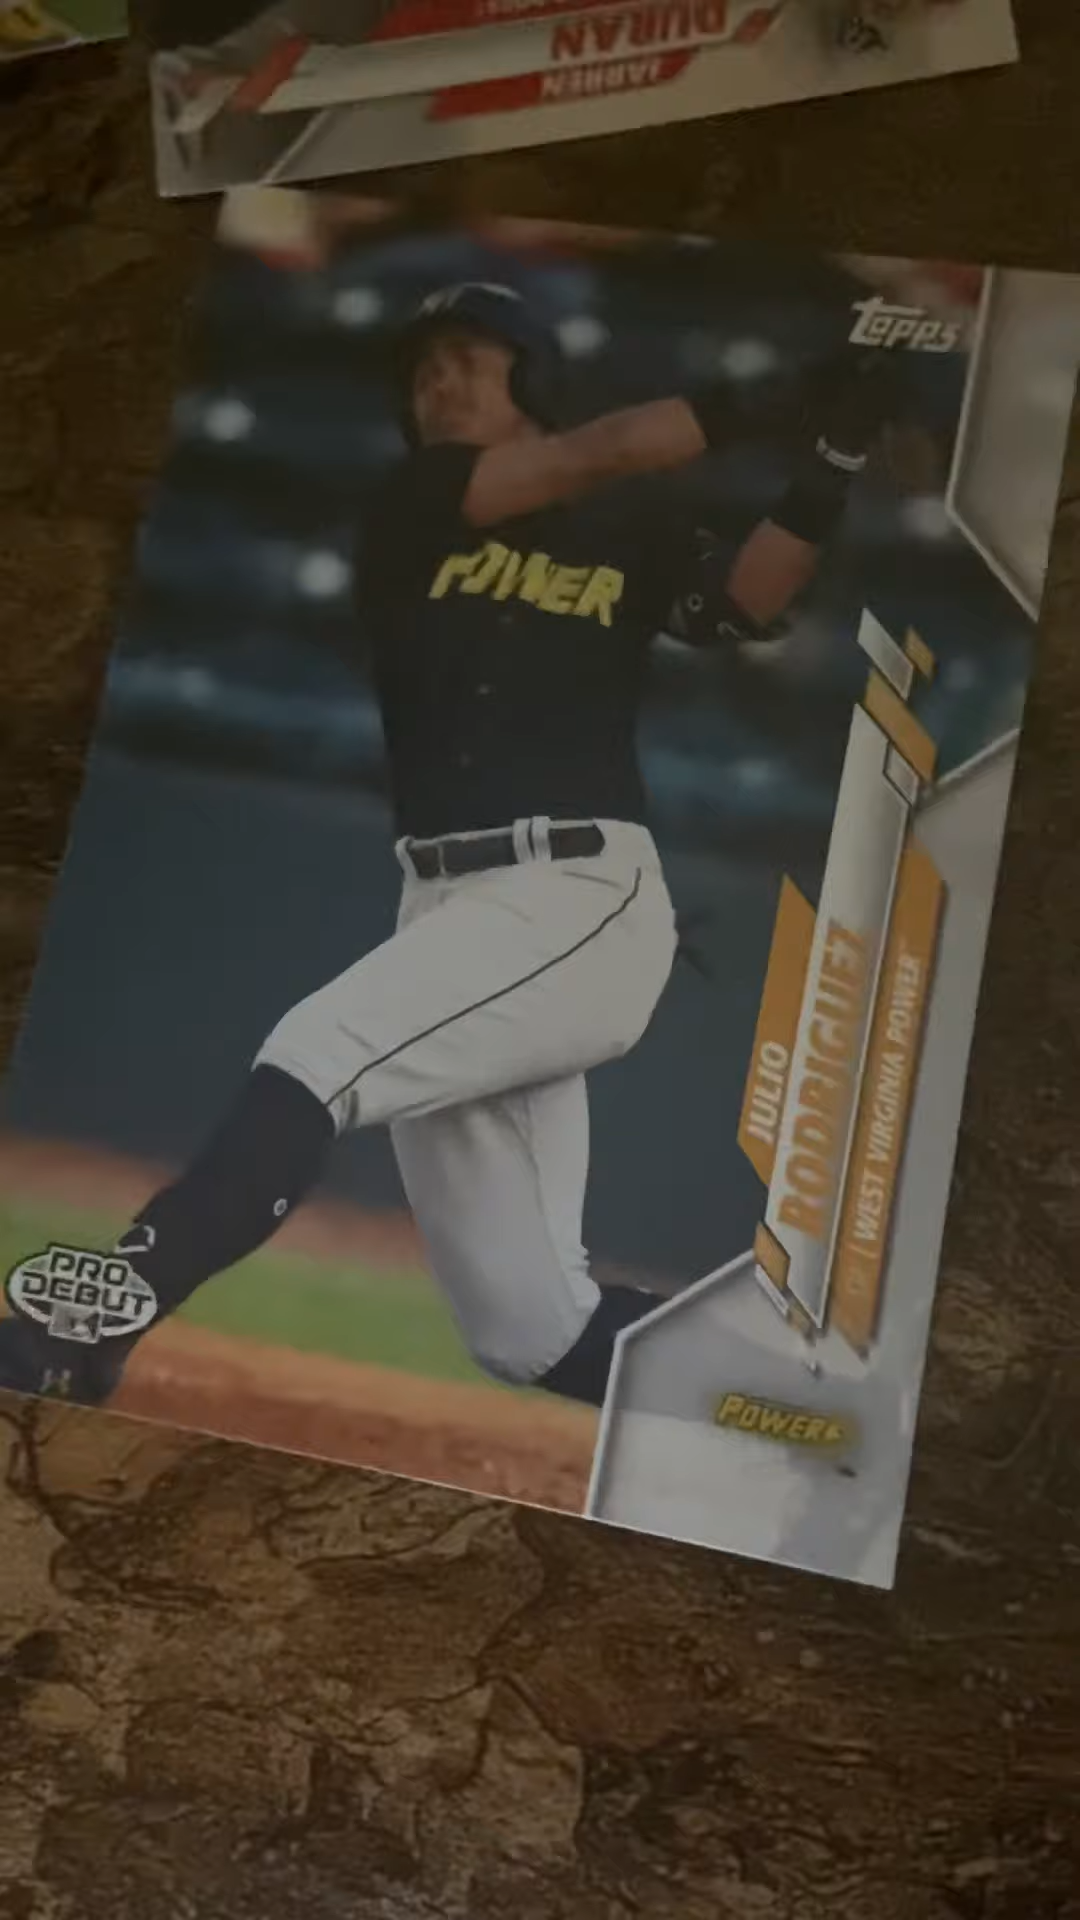 DURAN
JARREN
Topps
POWER
JULIO
RODRIGUEZ
OF | WEST VIRGINIA POWER
PRO
DEBUT
POWER